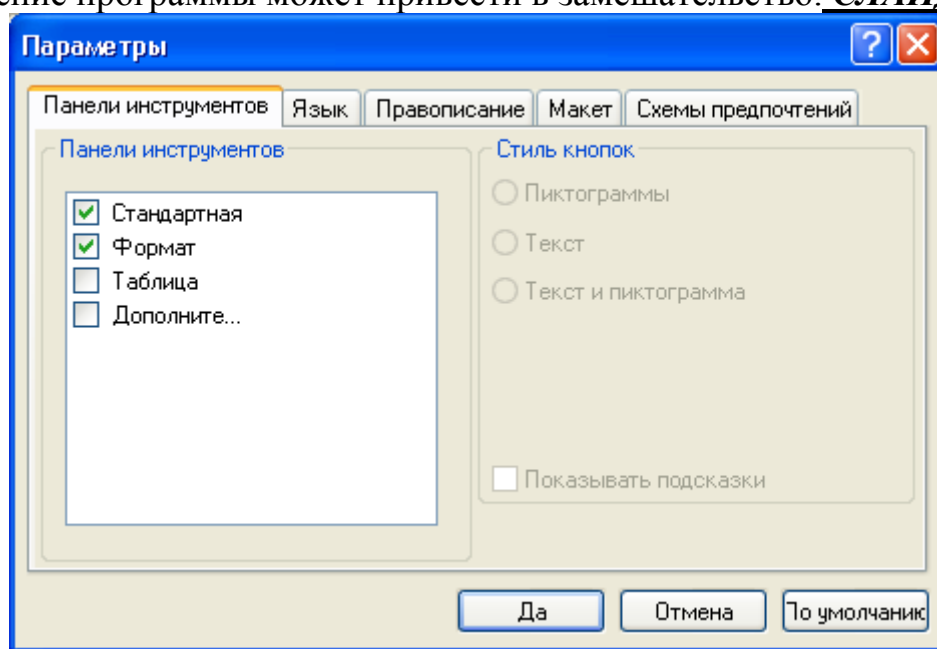 ение программы может привести в замешательство.
Параметры
Панели инструментов Язык Правописание Макет Схемы предпочтений
Панели инструментов Стиль кнопок
Стандартная
Формат
Таблица
Дополните...
Пиктограммы
Текст
Текст и пиктограмма
Показывать подсказки
Да Отмена По умолчанию